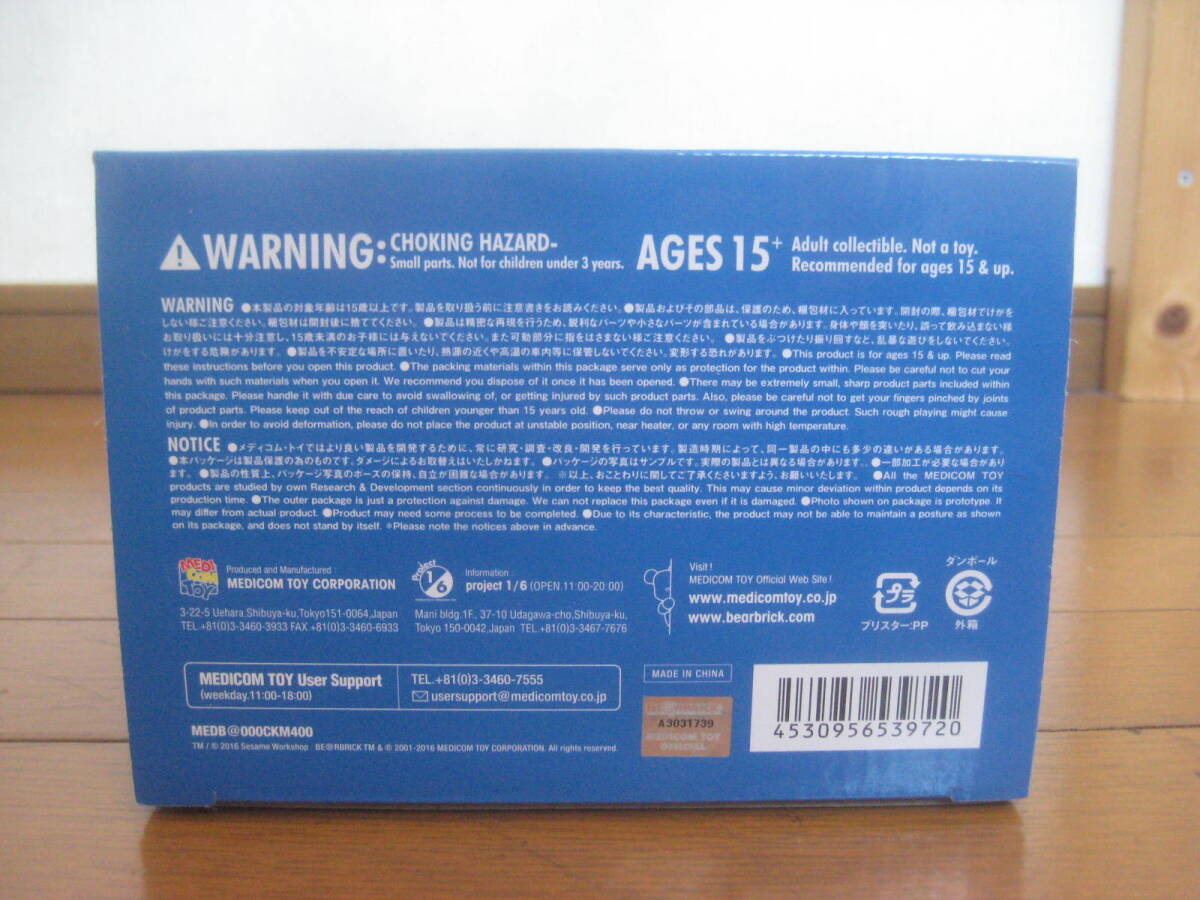 WARNING: CHOKING HAZARD-
Small parts. Not for children under 3 years.
AGES 15+ Adult collectible. Not a toy.
Recommended for ages 15 & up.
WARNING ●本製品の対象年齢は15歳以上です。製品を取り扱う前に注意書きをお読みください。●製品およびその部品は、保護のため、梱包材に入っています。開封の際、梱包材でけがを
しない様ご注意ください。梱包材は開封後に捨ててください。●製品は精密な再現を行うため、鋭利なパーツや小さなパーツが含まれている場合があります。身体や顔を突いたり、誤って飲み込まない様
お取り扱いには十分注意し、15歳未満のお子様には与えないでください。また可動部分に指をはさまない様ご注意ください。●製品をぶつけたり振り回すなど、乱暴な遊びをしないでください。
けがをする危険があります。●製品を不安定な場所に置いたり、熱源の近くや高温の車内等に保管しないでください。変形する恐れがあります。●This product is for ages 15 & up. Please read
these instructions before you open this product. ●The packing materials within this package serve only as protection for the product within. Please be careful not to cut your
hands with such materials when you open it. We recommend you dispose of it once it has been opened. ●There may be extremely small, sharp product parts included within
this package. Please handle it with due care to avoid swallowing of, or getting injured by such product parts. Also, please be careful not to get your fingers pinched by joints
of product parts. Please keep out of the reach of children younger than 15 years old. ●Please do not throw or swing around the product. Such rough playing might cause
injury. ●In order to avoid deformation, please do not place the product at unstable position, near heater, or any room with high temperature.
NOTICE ●メディコム・トイではより良い製品を開発するために、常に研究・調査・改良・開発を行っています。製造時期によって、同一製品の中にも多少の違いがある場合があります。
●本パッケージは製品保護の為のものです。ダメージによるお取替えはいたしかねます。●パッケージの写真はサンプルです。実際の製品とは異なる場合があります。●一部加工が必要な場合があり
ます。●製品の性質上、パッケージ写真のポーズの保持、自立が困難な場合があります。※以上、おことわりに関してご了承くださいますよう、お願いいたします。●All the MEDICOM TOY
products are studied by own Research & Development section continuously in order to keep the best quality. This may cause minor deviation within product depends on its
production time. ●The outer package is just a protection against damage. We can not replace this package even if it is damaged. ●Photo shown on package is prototype. It
may differ from actual product. ●Product may need some process to be completed. ●Due to its characteristic, the product may not be able to maintain a posture as shown
on its package, and does not stand by itself. ※Please note the notices above in advance.
MEDI
COM
TOY
Produced and Manufactured :
MEDICOM TOY CORPORATION
3-22-5 Uehara,Shibuya-ku,Tokyo151-0064,Japan
TEL.+81(0)3-3460-3933 FAX.+81(0)3-3460-6933
Project
1/6
Information :
project 1/6 (OPEN.11:00-20:00)
Mani bldg.1F., 37-10 Udagawa-cho,Shibuya-ku,
Tokyo 150-0042,Japan TEL.+81(0)3-3467-7676
Visit !
MEDICOM TOY Official Web Site !
www.medicomtoy.co.jp
www.bearbrick.com
プラ
ブリスター:PP
ダンボール
外箱
MEDICOM TOY User Support
(weekday.11:00-18:00)
TEL.+81(0)3-3460-7555
usersupport@medicomtoy.co.jp
MEDB@000CKM400
TM / © 2016 Sesame Workshop BE@RBRICK TM & © 2001-2016 MEDICOM TOY CORPORATION. All rights reserved.
MADE IN CHINA
BE@RBRICK
A3031739
MEDICOM TOY
OFFICIAL
4530956539720